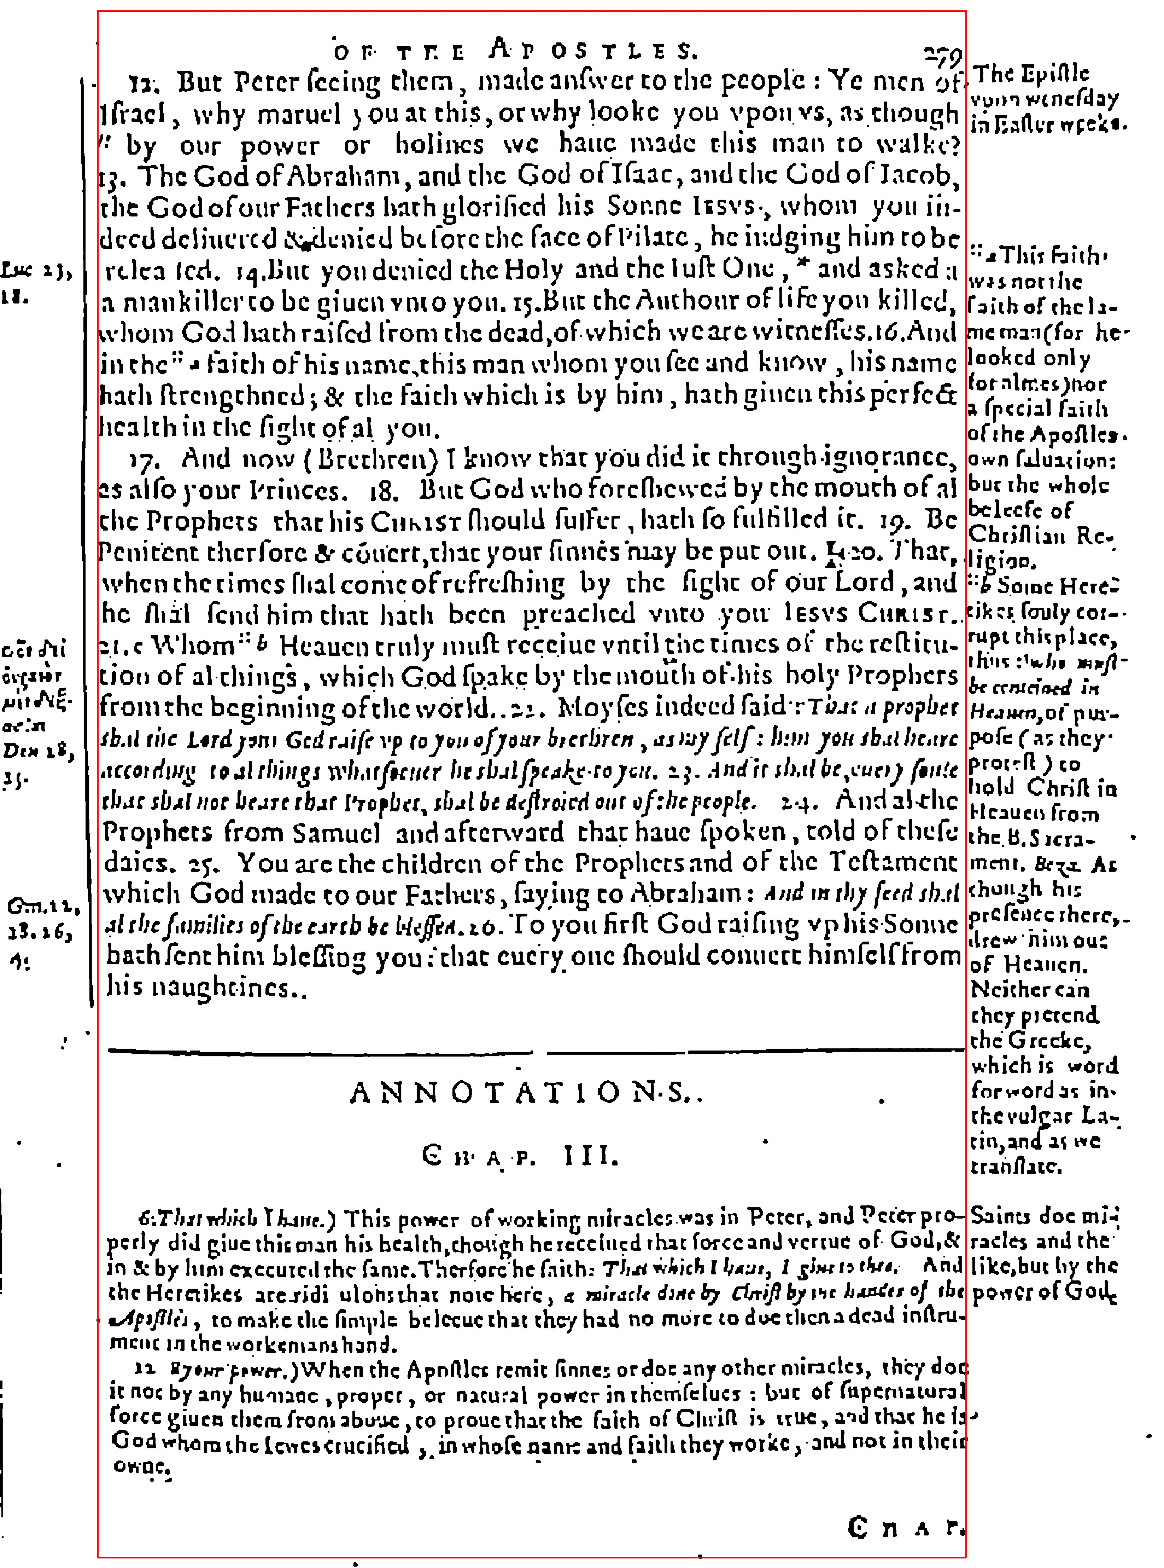 OF THE APOSTLES.
279
12. But Peter ſeeing them, made anſwer to the people: Ye men of
Iſrael, why maruel you at this, or why looke you vpon vs, as though
" by our power or holines we haue made this man to walke?
13. The God of Abraham, and the God of Iſaac, and the God of Iacob,
the God of our Fathers hath glorified his Sonne IESVS, whom you in-
deed deliuered & denied before the face of Pilate, he iudging him to be
releaſed. 14. But you denied the Holy and the Iuſt One, * and asked
a mankiller to be giuen vnto you. 15. But the Authour of life you killed,
whom God hath raiſed from the dead, of which we are witneſſes. 16. And
in the " a faith of his name, this man whom you ſee and know, his name
hath ſtrengthned; & the faith which is by him, hath giuen this perfect
health in the ſight of al you.
17. And now (Brethren) I know that you did it through ignorance,
as alſo your Princes. 18. But God who foreſhewed by the mouth of al
the Prophets that his CHRIST ſhould ſuffer, hath ſo fulfilled it. 19. Be
Penitent therfore & cóuert, that your ſinnes may be put out. 20. That,
when the times ſhal come of refreſhing by the ſight of our Lord, and
he ſhal ſend him that hath been preached vnto you IESVS CHRIST.
21. c Whom " b Heauen truly muſt receiue vntil the times of the reſtitu-
tion of al things, which God ſpake by the mouth of his holy Prophets
from the beginning of the world. 22. Moyſes indeed ſaid: That a prophet
shal the Lord your God raiſe vp to you of your brethren, as my ſelf: him you shal heare
according to al things whatſoeuer he shal ſpeake to you. 23. And it shal be, euery ſoule
that shal not heare that Prophet, shal be deſtroied out of the people. 24. And al the
Prophets from Samuel and afterward that haue ſpoken, told of theſe
daies. 25. You are the children of the Prophets and of the Teſtament
which God made to our Fathers, ſaying to Abraham: And in thy ſeed shal
al the families of the earth be bleſſed. 26. To you firſt God raiſing vp his Sonne
hath ſent him bleſſing you: that euery one ſhould conuert himſelf from
his naughtines.
Luc 23,
18.
Deu 18,
15.
Gen. 12,
18. 26,
4.
The Epiſtle
vpon weneſday
in Eaſter weeke.
" a This faith
was not the
faith of the la-
me man (for he
looked only
for almes) nor
a ſpecial faith
of the Apoſtles
own ſaluation:
but the whole
beleefe of
Chriſtian Re-
ligion.
" b Some Here-
tikes fouly cor-
rupt this place,
thus: who muſt
be conteined in
Heauen, of pur-
poſe (as they
proteſt) to
hold Chriſt in
Heauen from
the B. Sacra-
ment. Beza. As
though his
preſence there,
drew him out
of Heauen.
Neither can
they pretend
the Greeke,
which is word
for word as in
the vulgar La-
tin, and as we
tranſlate.
ANNOTATIONS.
CHAP. III.
6. That which I haue.) This power of working miracles was in Peter, and Peter pro-
perly did giue this man his health, though he receiued that force and vertue of God, &
in & by him executed the ſame. Therfore he ſaith: That which I haue, I giue to thee. And
the Heretikes are ridiulous that note here, a miracle done by Chriſt by the handes of the
Apoſtles, to make the ſimple beleeue that they had no more to doe then a dead inſtru-
ment in the workemans hand.
12 By our power.) When the Apoſtles remit ſinnes or doe any other miracles, they doe
it not by any humane, proper, or natural power in themſelues: but of ſupernatural
force giuen them from aboue, to proue that the faith of Chriſt is true, and that he is
God whom the Iewes crucified, in whoſe name and faith they worke, and not in their
owne.
Saints doe mi-
racles and the
like, but by the
power of God.
CHAP.